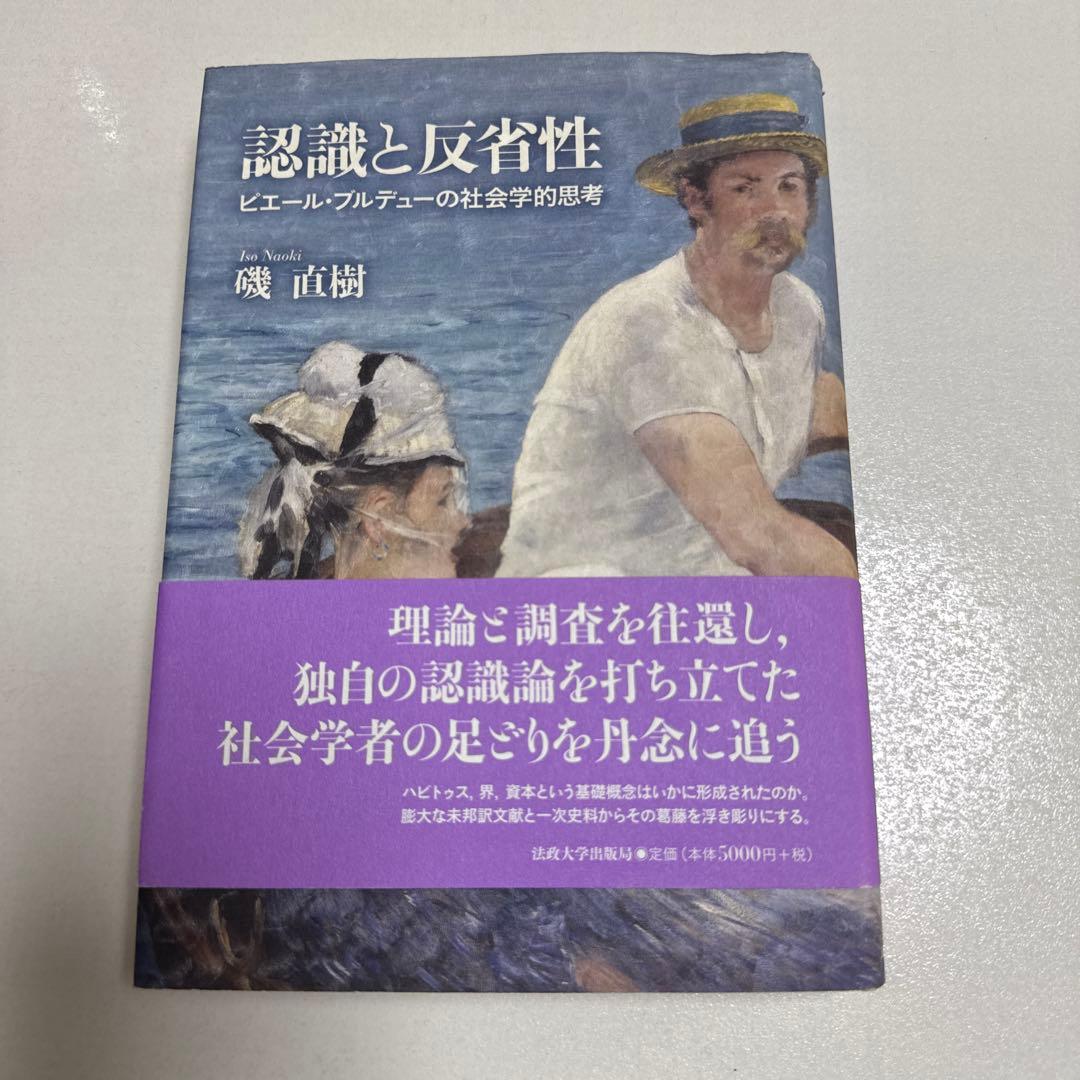 認識と反省性
ピエール・ブルデューの社会学的思考
Iso Naoki
磯 直樹
理論と調査を往還し,
独自の認識論を打ち立てた
社会学者の足どりを丹念に追う
ハビトゥス, 界, 資本という基礎概念はいかに形成されたのか。
膨大な未邦訳文献と一次史料からその葛藤を浮き彫りにする。
法政大学出版局●定価(本体5000円+税)